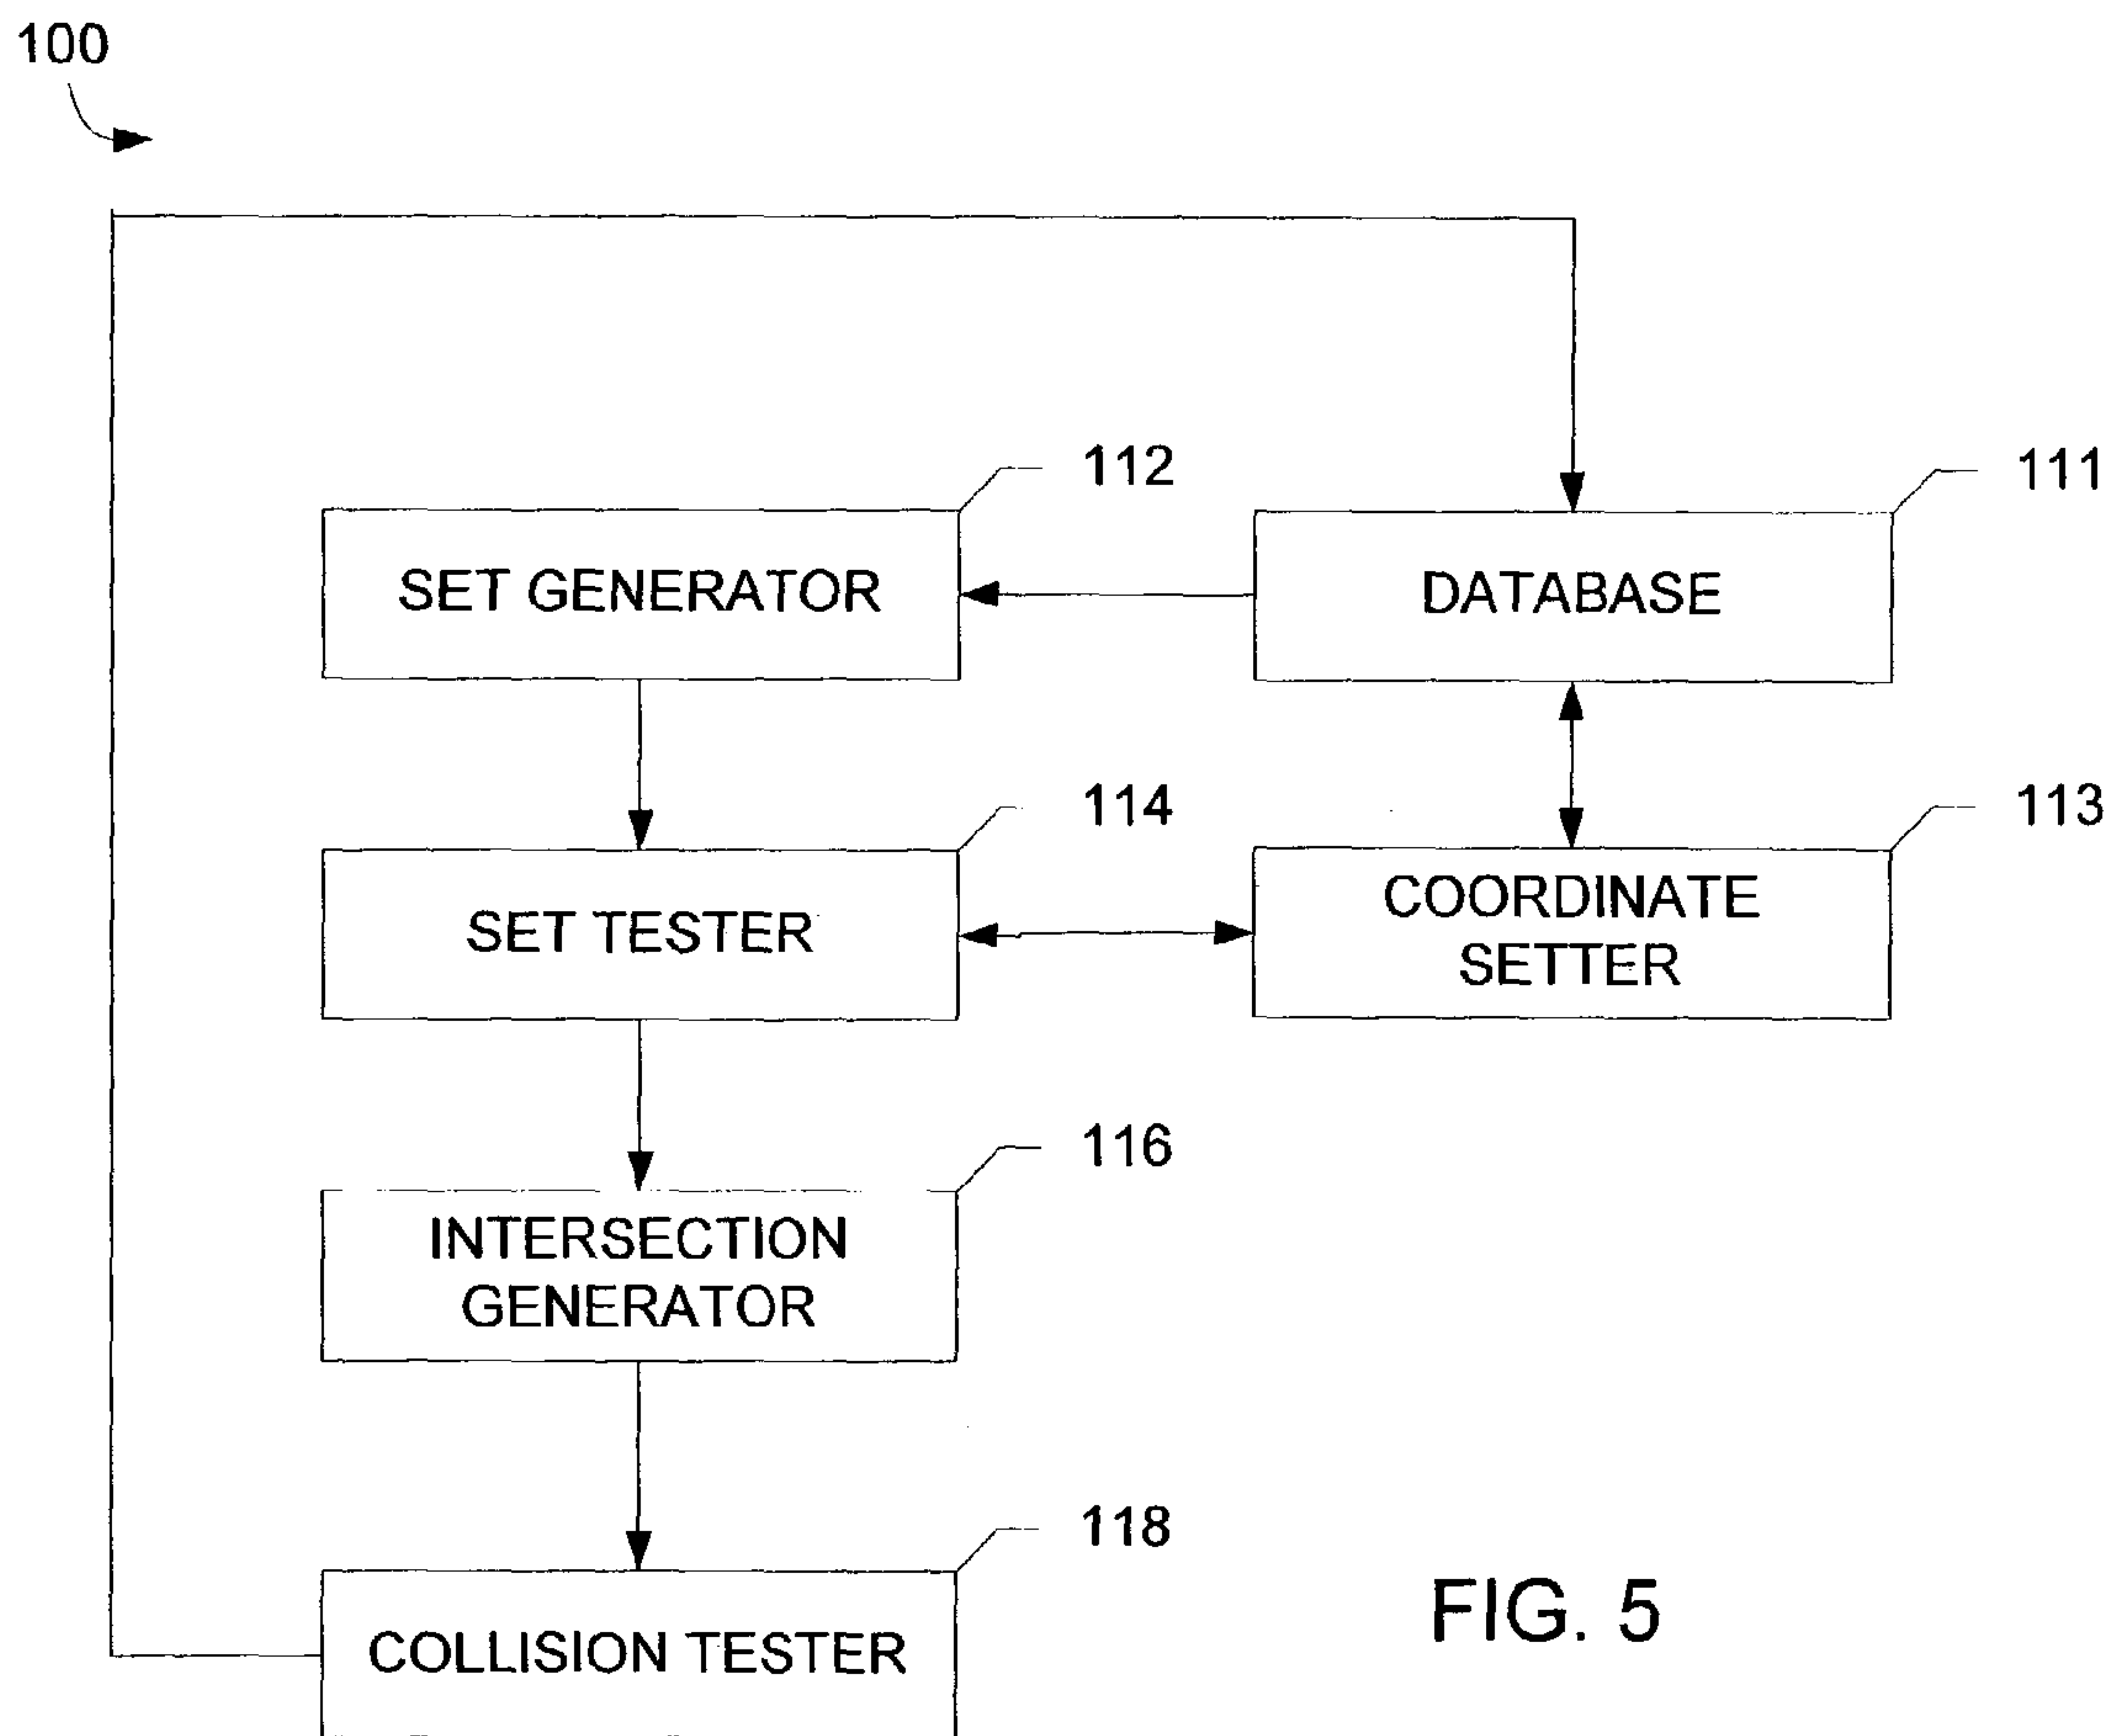 100
112
111
SET GENERATOR
DATABASE
114
113
SET TESTER
COORDINATE
SETTER
116
INTERSECTION
GENERATOR
118
COLLISION TESTER
FIG. 5